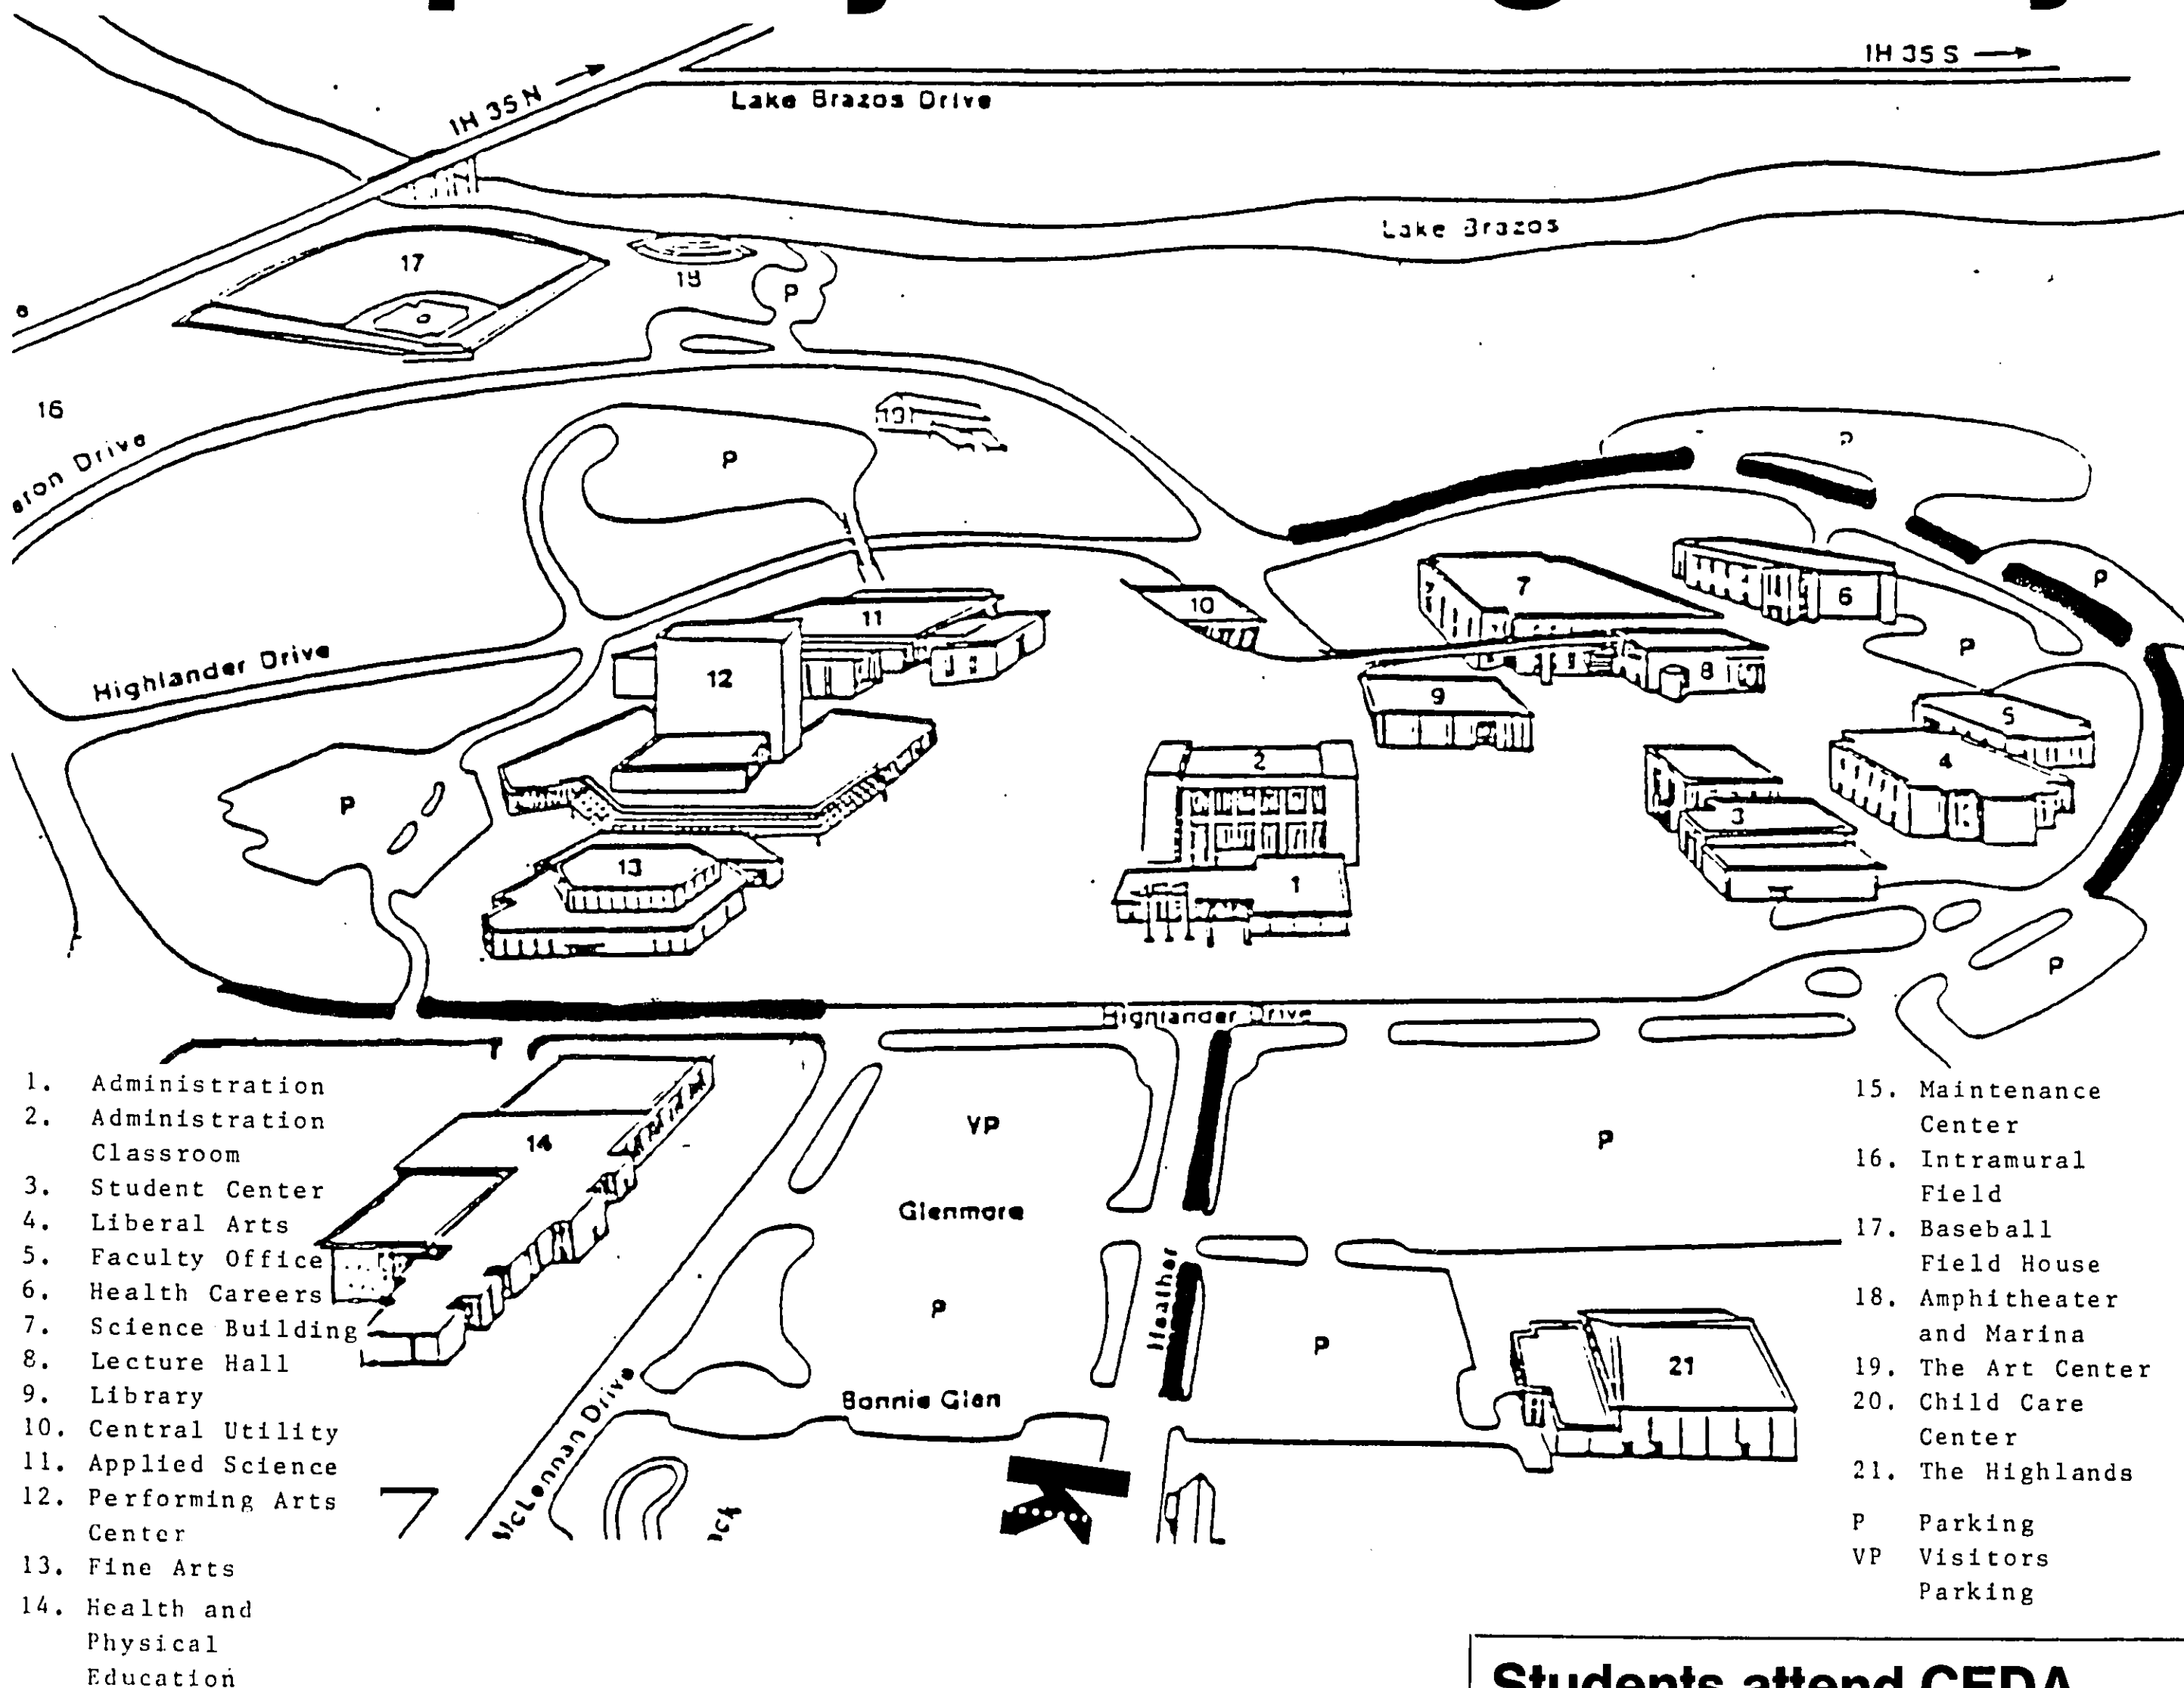 IH 35 S
IH 35 N
Lake Brazos Drive
Lake Brazos
17
18
P
16
19
P
P
Drive
P
7
6
10
11
P
Highlander Drive
12
8
9
5
2
4
P
3
13
1
P
Highlander Drive
VP
P
14
Glenmore
Heather
P
P
21
Bonnie Glen
McLennan Drive
1. Administration
2. Administration
Classroom
3. Student Center
4. Liberal Arts
5. Faculty Office
6. Health Careers
7. Science Building
8. Lecture Hall
9. Library
10. Central Utility
11. Applied Science
12. Performing Arts
Center
13. Fine Arts
14. Health and
Physical
Education
15. Maintenance
Center
16. Intramural
Field
17. Baseball
Field House
18. Amphitheater
and Marina
19. The Art Center
20. Child Care
Center
21. The Highlands
P Parking
VP Visitors
Parking
Students attend CEDA